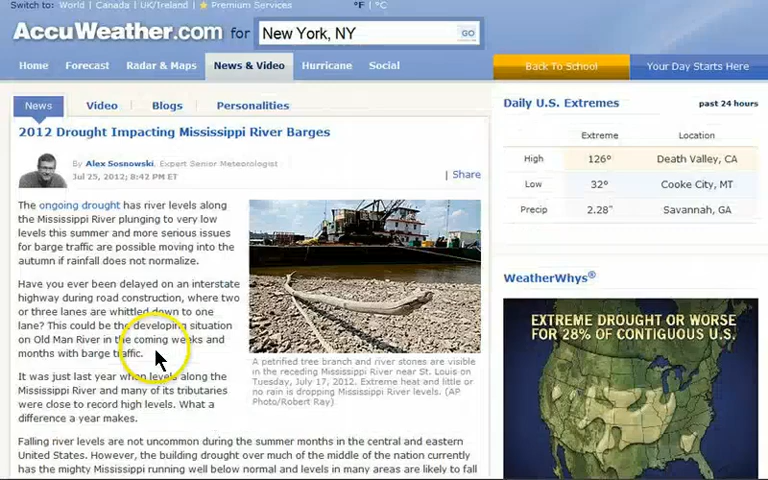 Switch to: World | Canada | UK/Ireland | Premium Services °F | °C
AccuWeather.com for New York, NY GO
Home Forecast Radar & Maps News & Video Hurricane Social Back To School Your Day Starts Here
News Video Blogs Personalities
2012 Drought Impacting Mississippi River Barges
By Alex Sosnowski, Expert Senior Meteorologist
Jul 25, 2012; 8:42 PM ET
| Share
The ongoing drought has river levels along
the Mississippi River plunging to very low
levels this summer and more serious issues
for barge traffic are possible moving into the
autumn if rainfall does not normalize.
Have you ever been delayed on an interstate
highway during road construction, where two
or three lanes are whittled down to one
lane? This could be the developing situation
on Old Man River in the coming weeks and
months with barge traffic.
It was just last year when levels along the
Mississippi River and many of its tributaries
were close to record high levels. What a
difference a year makes.
A petrified tree branch and river stones are visible
in the receding Mississippi River near St. Louis on
Tuesday, July 17, 2012. Extreme heat and little or
no rain is dropping Mississippi River levels. (AP
Photo/Robert Ray)
Falling river levels are not uncommon during the summer months in the central and eastern
United States. However, the building drought over much of the middle of the nation currently
has the mighty Mississippi running well below normal and levels in many areas are likely to fall
Daily U.S. Extremes past 24 hours
Extreme Location
High 126° Death Valley, CA
Low 32° Cooke City, MT
Precip 2.28" Savannah, GA
WeatherWhys®
EXTREME DROUGHT OR WORSE
FOR 28% OF CONTIGUOUS U.S.